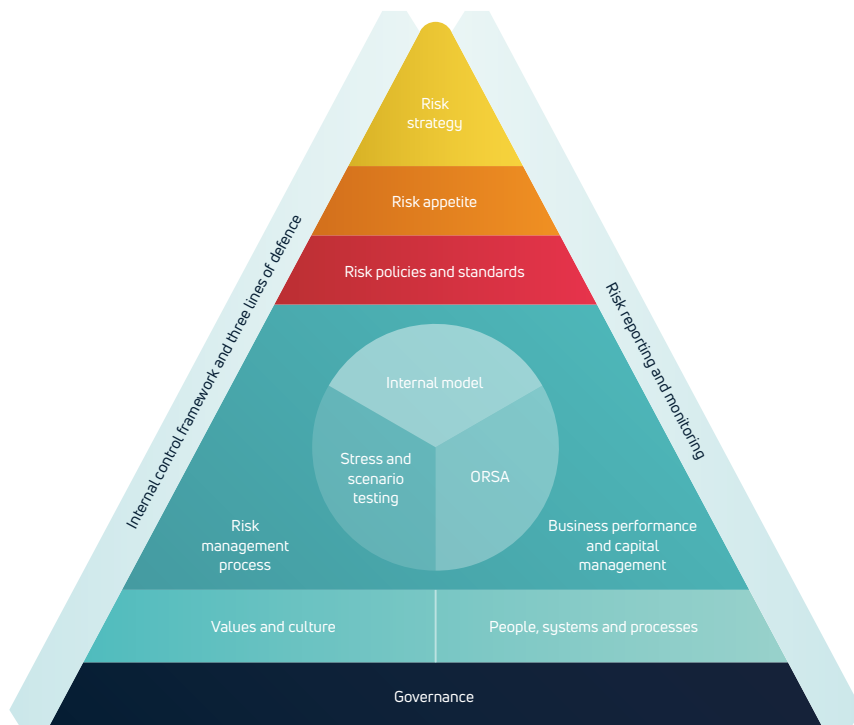 Risk
strategy
Risk appetite
Risk policies and standards
Internal control framework and three lines of defence
Risk reporting and monitoring
Internal model
Stress and
scenario
testing
ORSA
Risk
management
process
Business performance
and capital
management
Values and culture
People, systems and processes
Governance